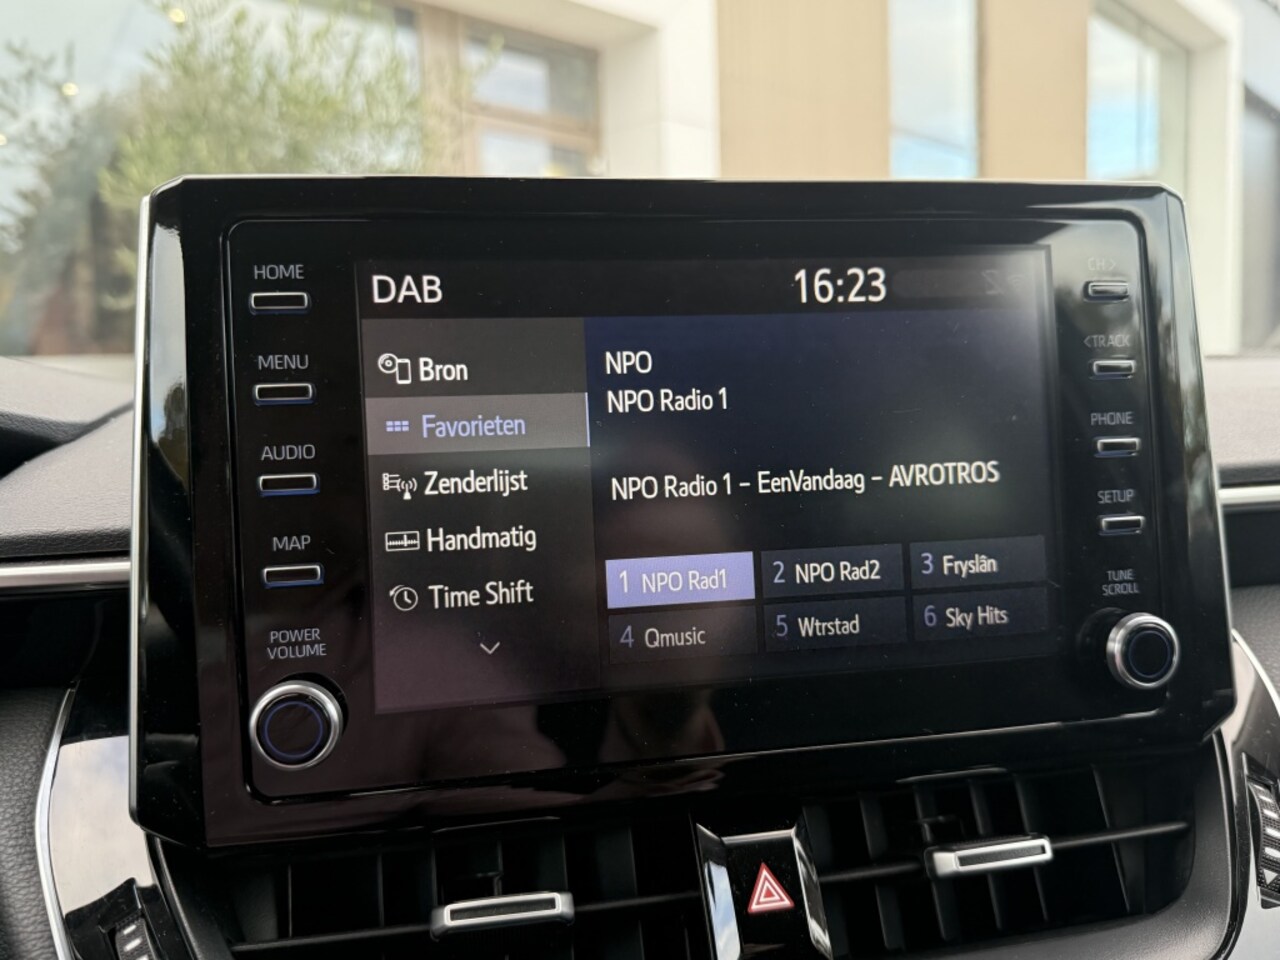 HOME
MENU
AUDIO
MAP
POWER
VOLUME
DAB
16:23
Bron
Favorieten
Zenderlijst
Handmatig
Time Shift
NPO
NPO Radio 1
NPO Radio 1 - EenVandaag - AVROTROS
1 NPO Rad1
2 NPO Rad2
3 Fryslân
4 Qmusic
5 Wtrstad
6 Sky Hits
CH>
<TRACK
PHONE
SETUP
TUNE
SCROLL